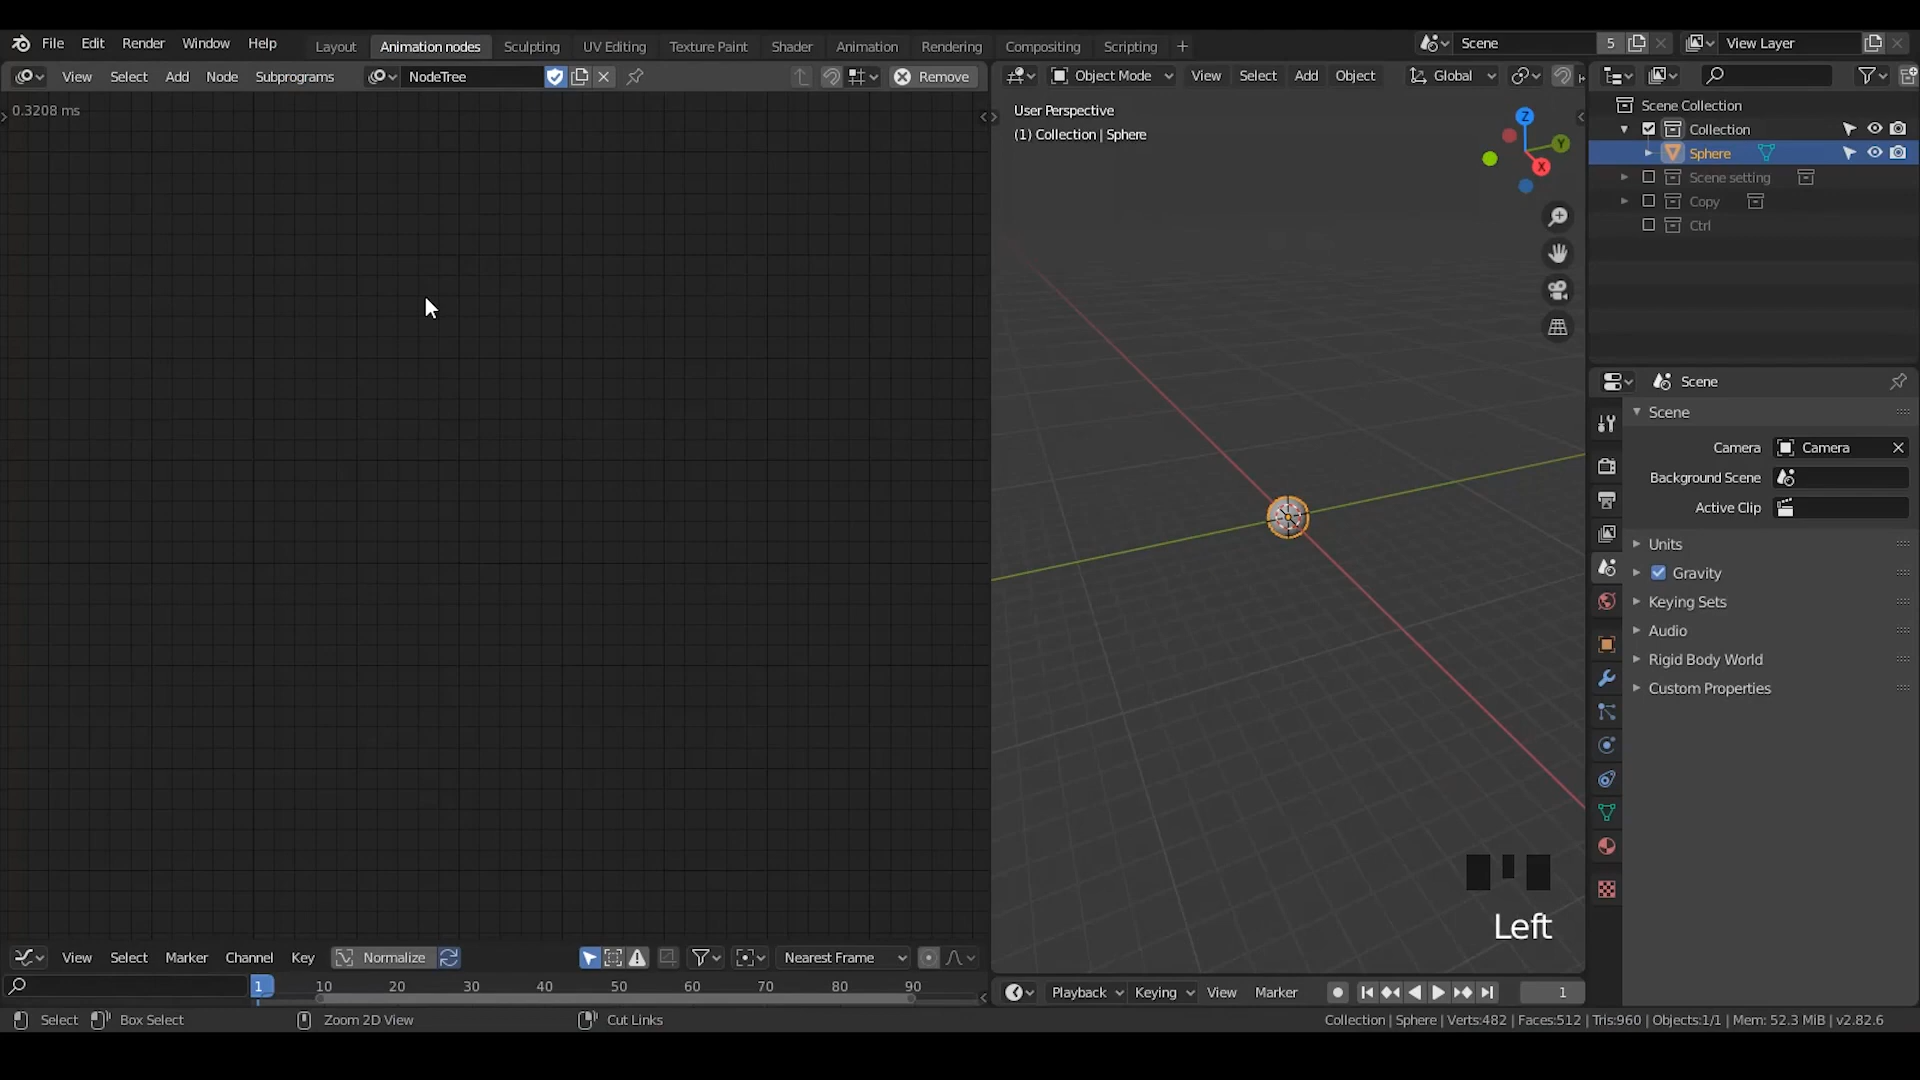 File Edit Render Window Help Layout Animation nodes Sculpting UV Editing Texture Paint Shader Animation Rendering Compositing Scripting Scene 5 View Layer
View Select Add Node Subprograms NodeTree Remove Object Mode View Select Add Object Global
0.3208 ms
User Perspective
(1) Collection | Sphere
Z
Y
X
Scene Collection
Collection
Sphere
Scene setting
Copy
Ctrl
Scene
Scene
Camera Camera
Background Scene
Active Clip
Units
Gravity
Keying Sets
Audio
Rigid Body World
Custom Properties
Left
View Select Marker Channel Key Normalize Nearest Frame
1 10 20 30 40 50 60 70 80 90
Playback Keying View Marker 1
Select Box Select Zoom 2D View Cut Links Collection | Sphere | Verts:482 | Faces:512 | Tris:960 | Objects:1/1 | Mem: 52.3 MiB | v2.82.6